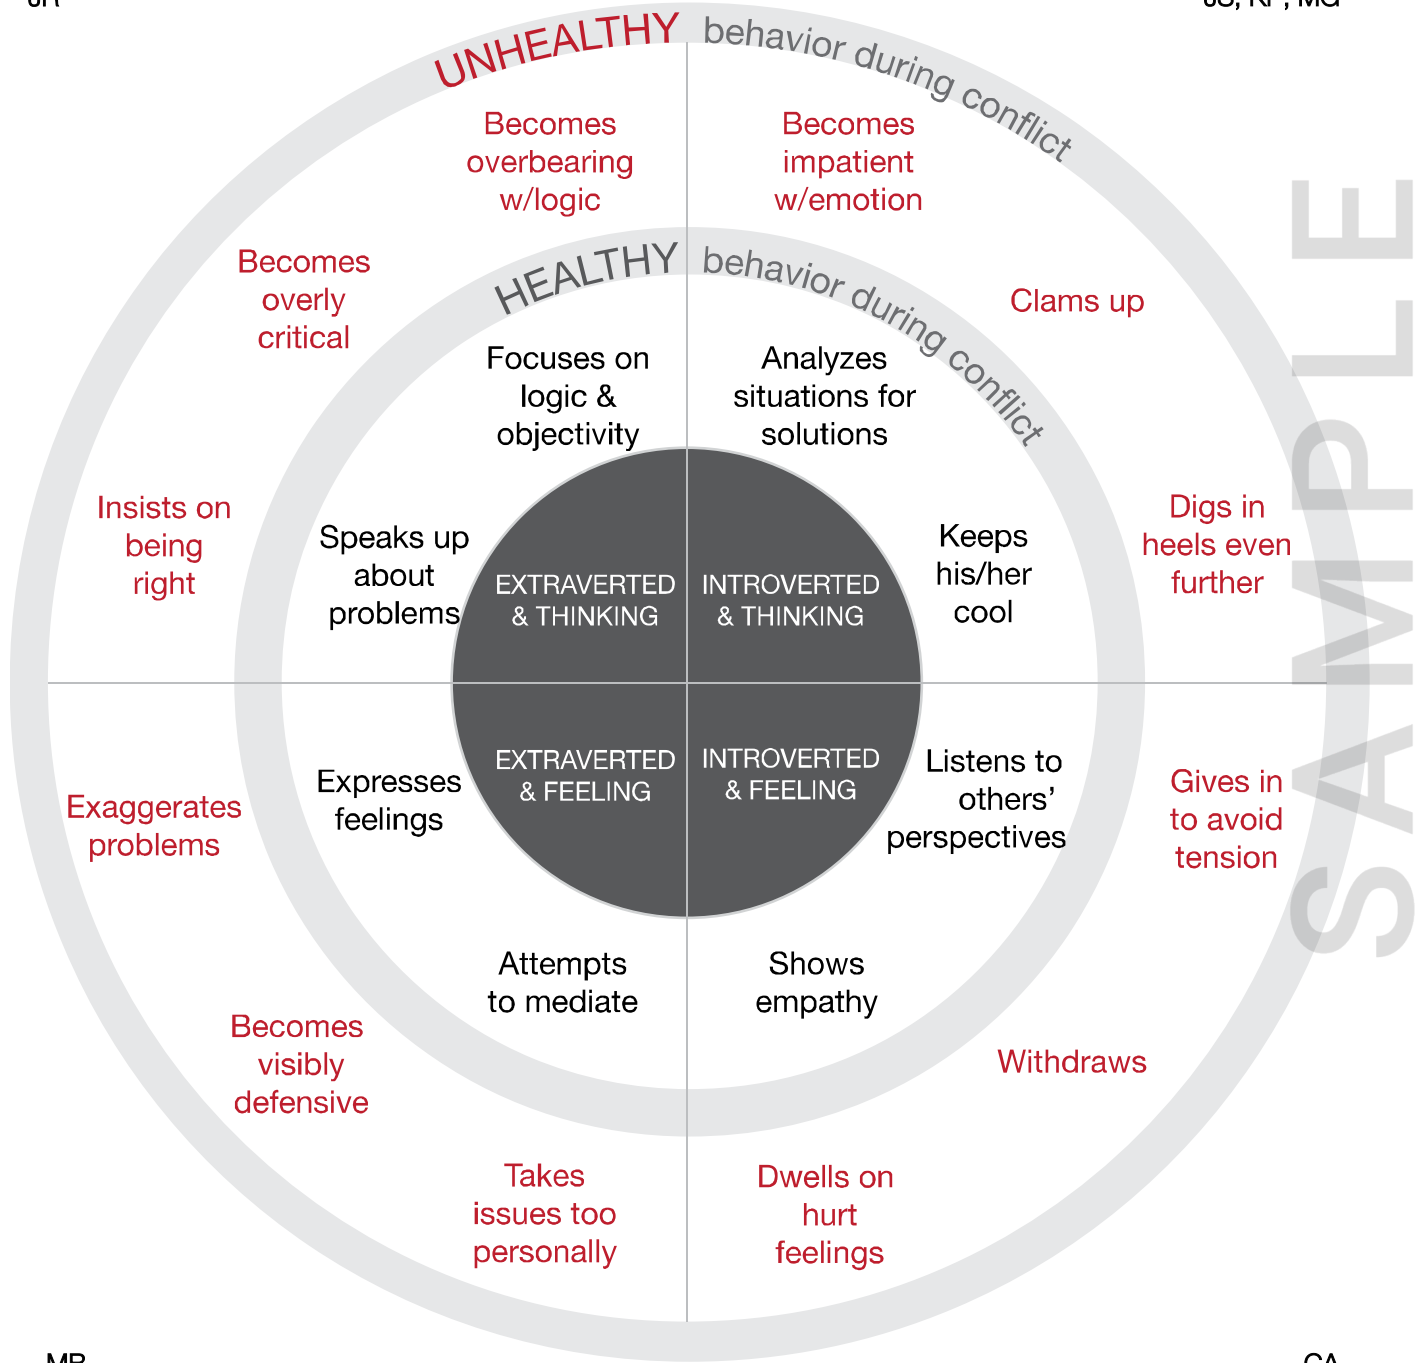 JR
JS, KP, MG
UNHEALTHY behavior during conflict
Becomes
overbearing
w/logic
Becomes
impatient
w/emotion
Becomes
overly
critical
Clams up
Insists on
being
right
Digs in
heels even
further
HEALTHY behavior during conflict
Focuses on
logic &
objectivity
Analyzes
situations for
solutions
Speaks up
about
problems
Keeps
his/her
cool
EXTRAVERTED
& THINKING
INTROVERTED
& THINKING
EXTRAVERTED
& FEELING
INTROVERTED
& FEELING
Expresses
feelings
Listens to
others’
perspectives
Attempts
to mediate
Shows
empathy
Exaggerates
problems
Gives in
to avoid
tension
Becomes
visibly
defensive
Withdraws
Takes
issues too
personally
Dwells on
hurt
feelings
SAMPLE